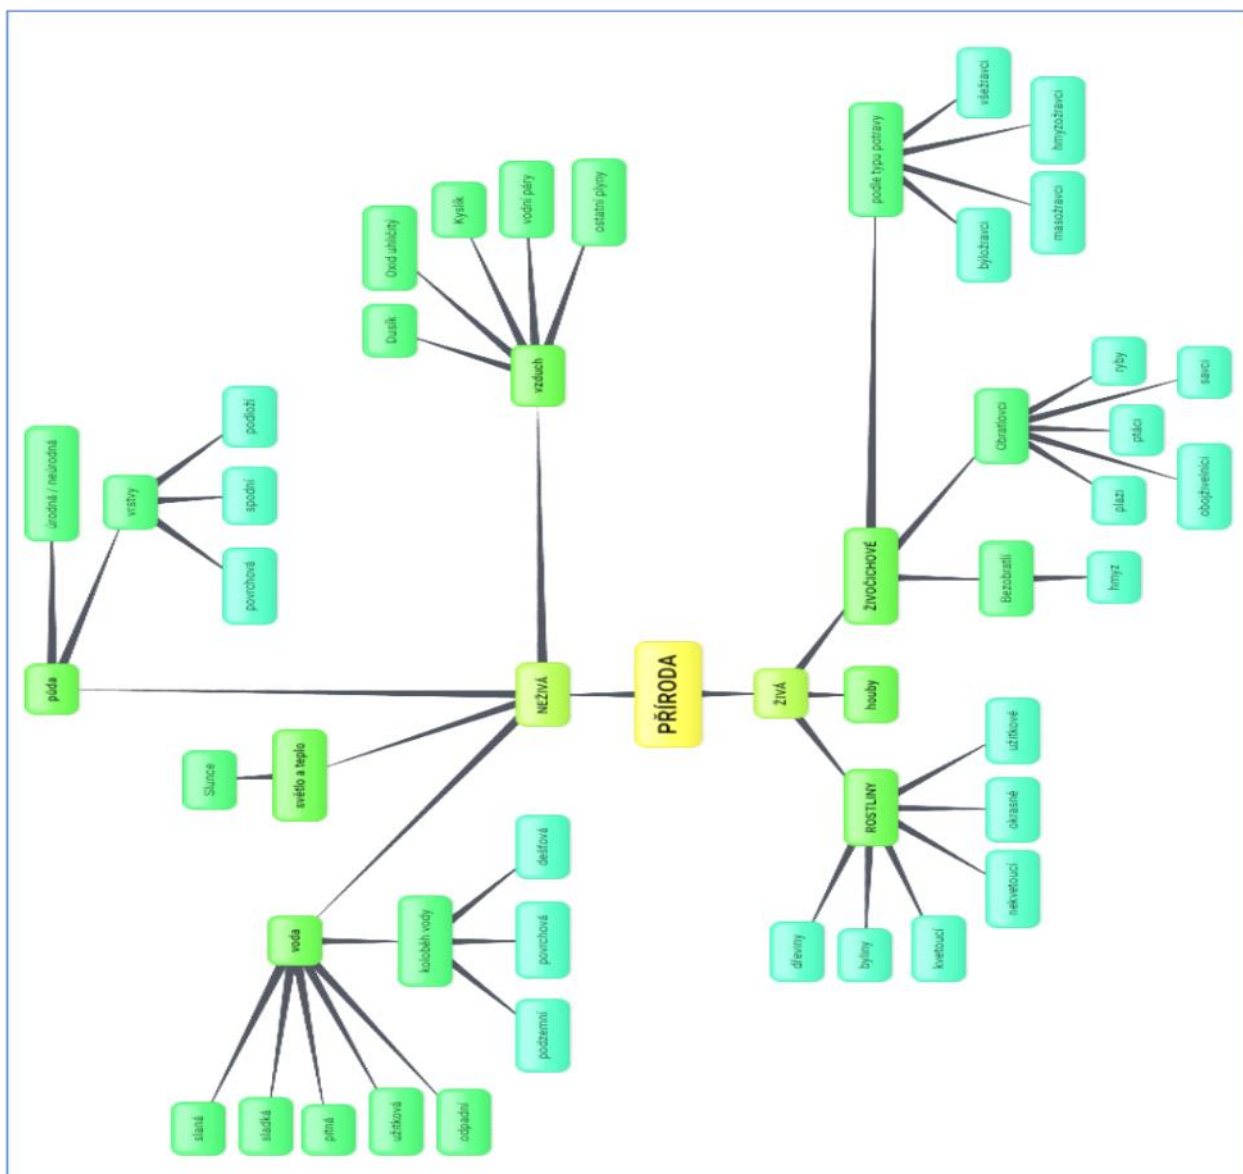 PŘÍRODA
NEŽIVÁ
voda
slaná
sladká
pitná
užitková
odpadní
koloběh vody
podzemní
povrchová
dešťová
světlo a teplo
Slunce
půda
úrodná / neúrodná
vrstvy
povrchová
spodní
podloží
vzduch
Dusík
Oxid uhličitý
Kyslík
vodní páry
ostatní plyny
ŽIVÁ
ROSTLINY
dřeviny
byliny
kvetoucí
nekvetoucí
okrasné
užitkové
houby
ŽIVOČICHOVÉ
Bezobratlí
hmyz
Obratlovci
plazi
obojživelníci
ptáci
savci
ryby
podle typu potravy
býložravci
masožravci
hmyzožravci
všežravci